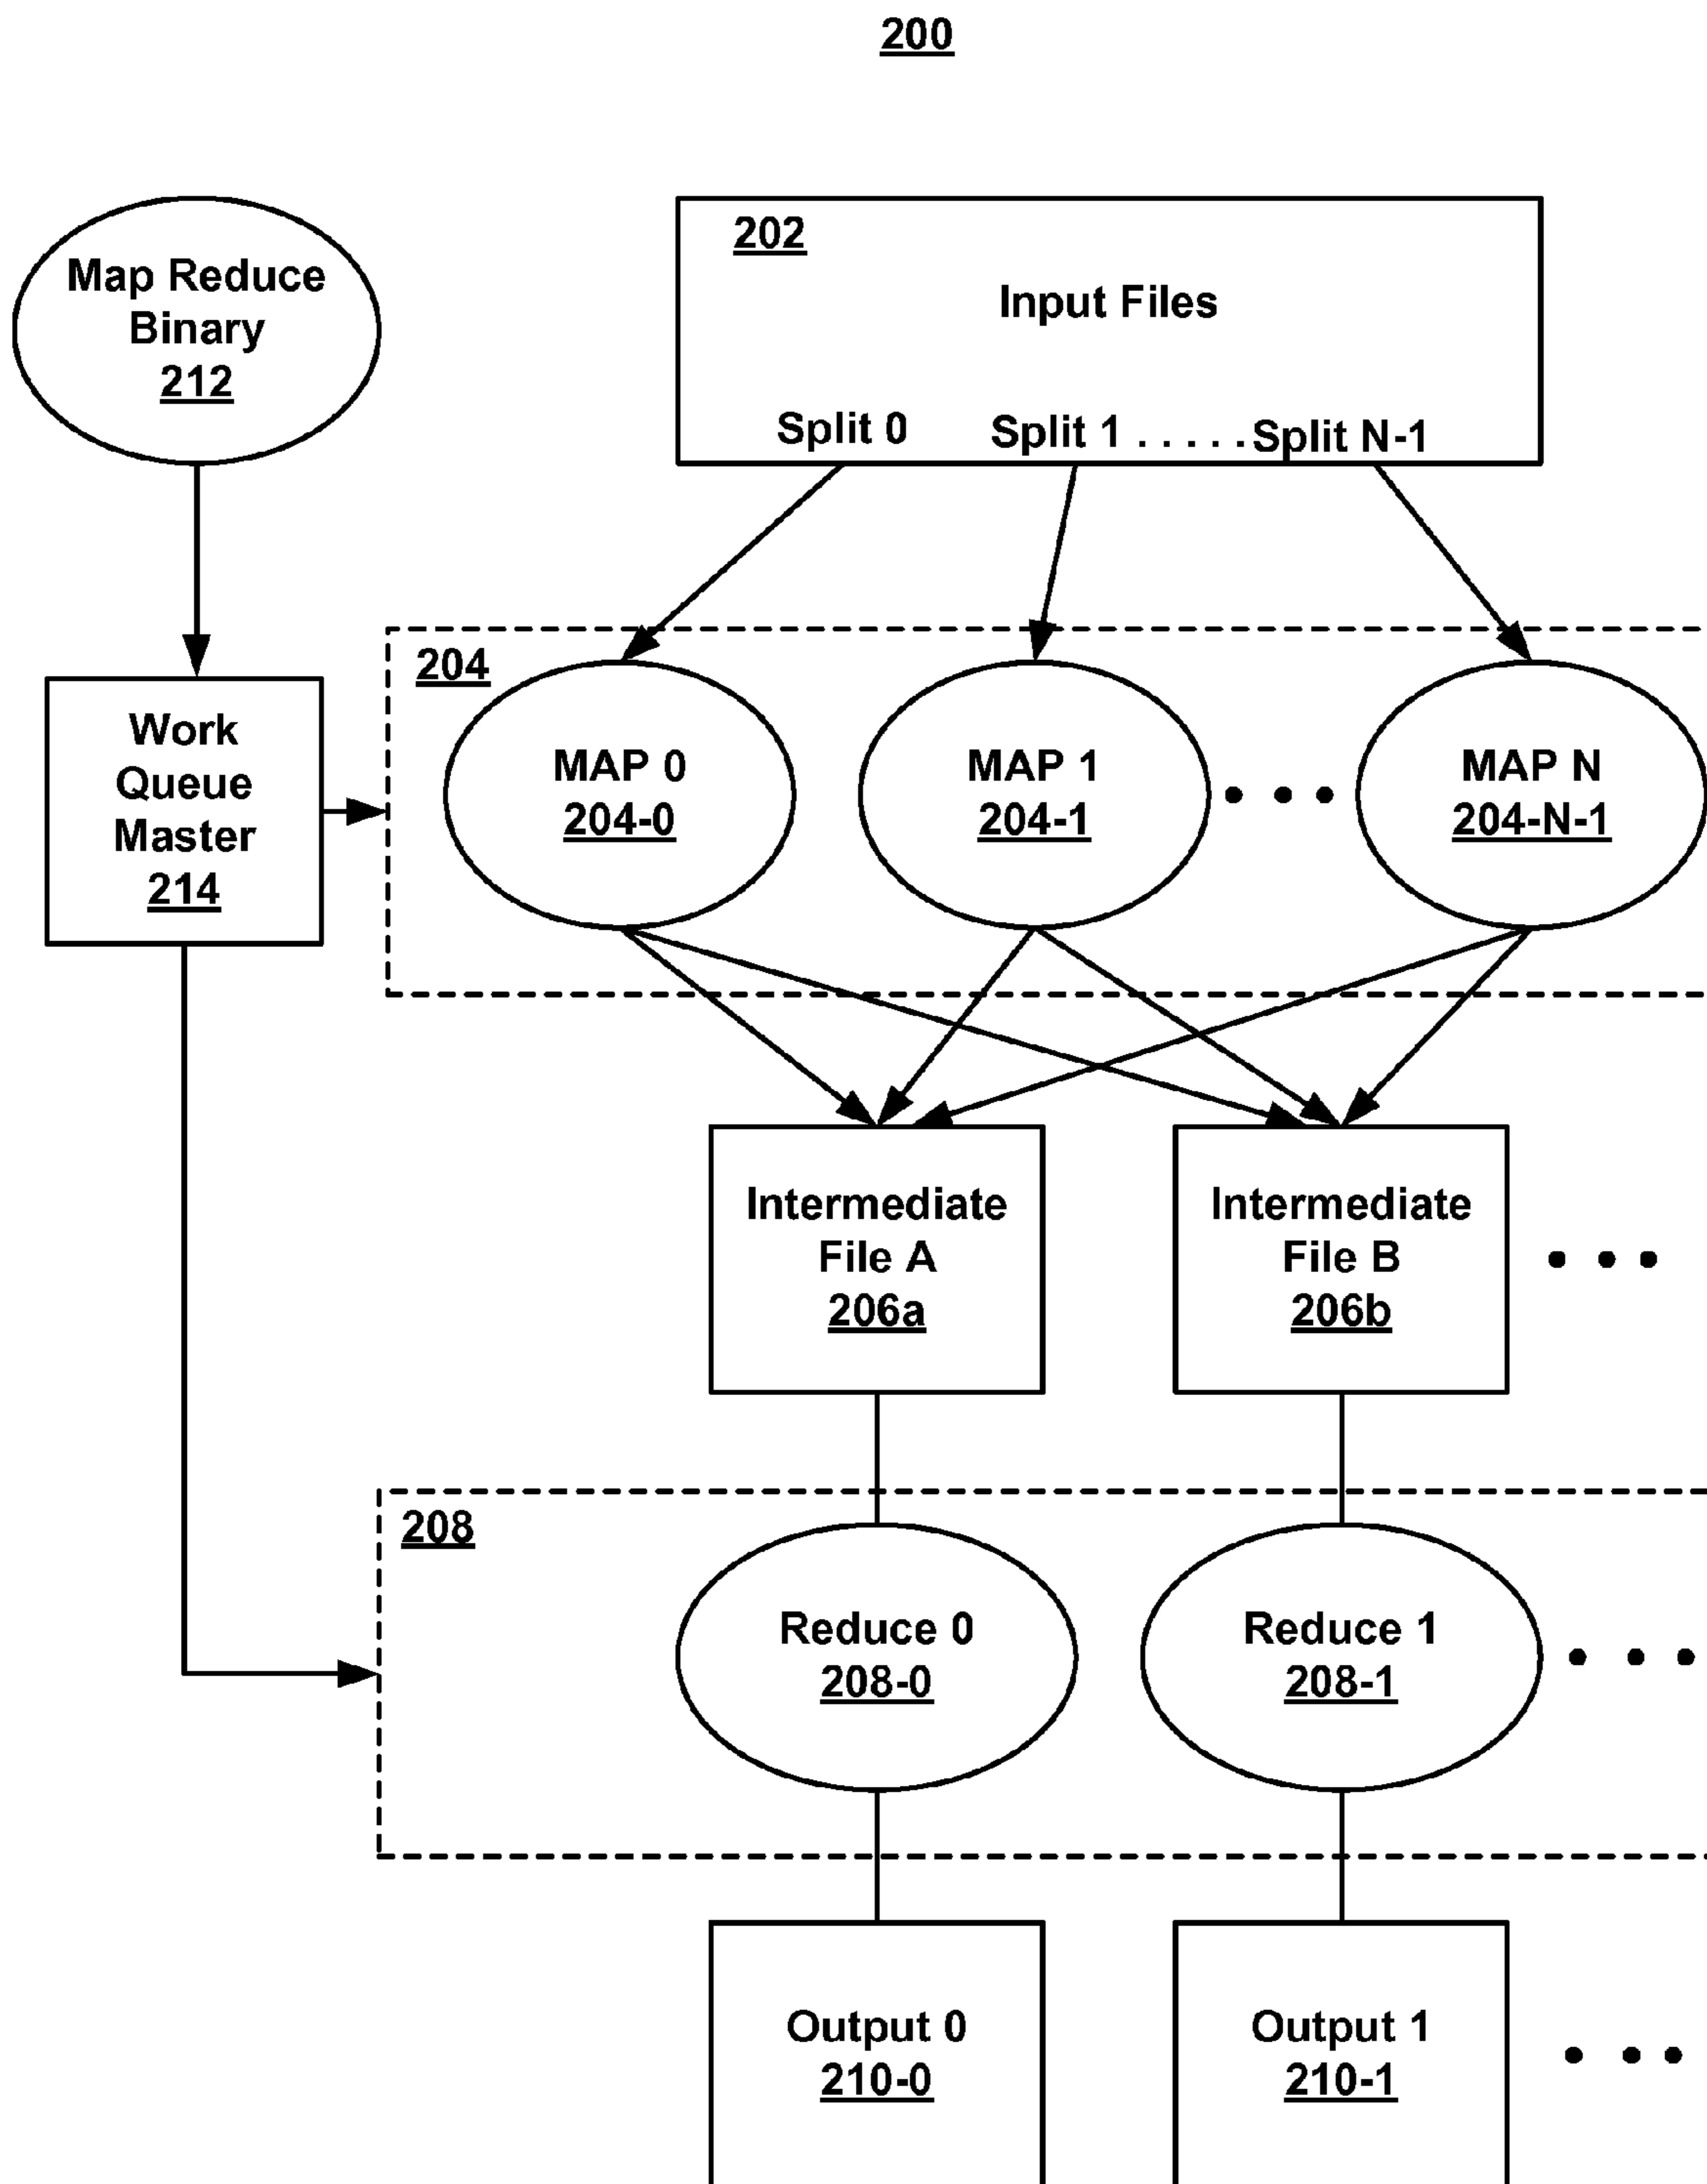 200
Map Reduce
Binary
212
202
Input Files
Split 0 Split 1 . . . . . Split N-1
Work
Queue
Master
214
204
MAP 0
204-0
MAP 1
204-1
MAP N
204-N-1
Intermediate
File A
206a
Intermediate
File B
206b
208
Reduce 0
208-0
Reduce 1
208-1
Output 0
210-0
Output 1
210-1